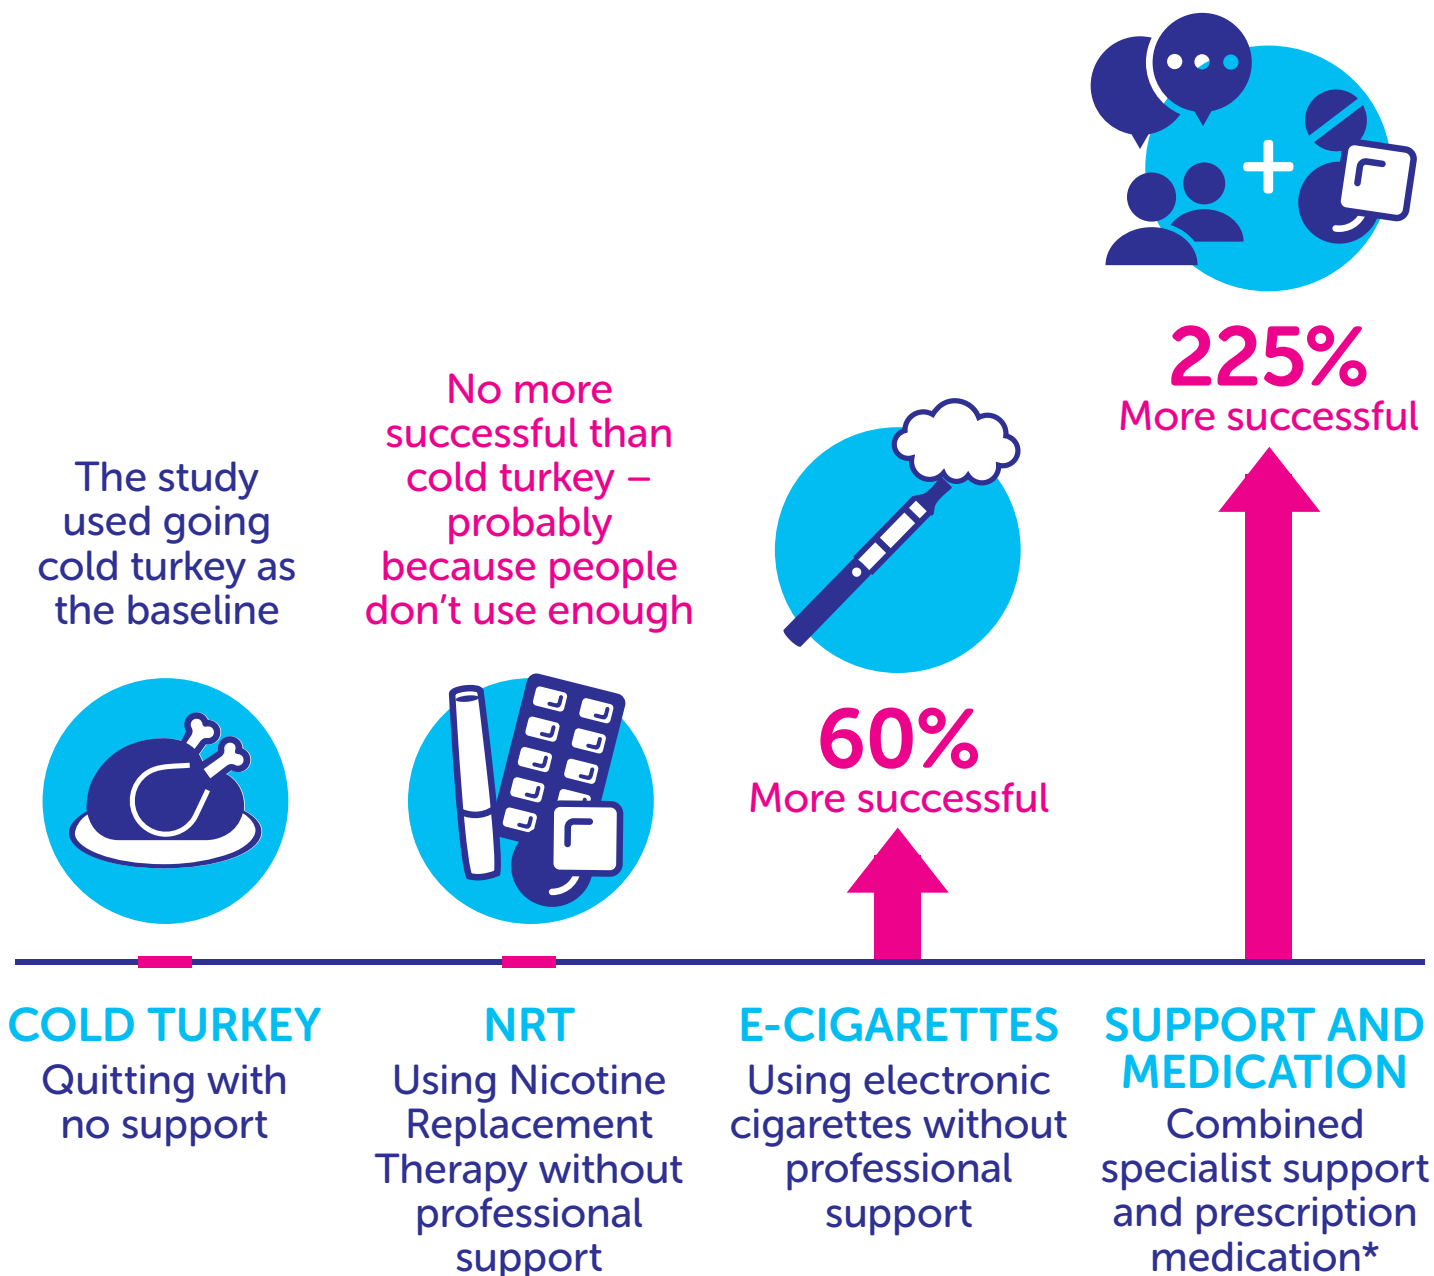 The study
used going
cold turkey as
the baseline
No more
successful than
cold turkey –
probably
because people
don't use enough
60%
More successful
225%
More successful
COLD TURKEY
Quitting with
no support
NRT
Using Nicotine
Replacement
Therapy without
professional
support
E-CIGARETTES
Using electronic
cigarettes without
professional
support
SUPPORT AND
MEDICATION
Combined
specialist support
and prescription
medication*